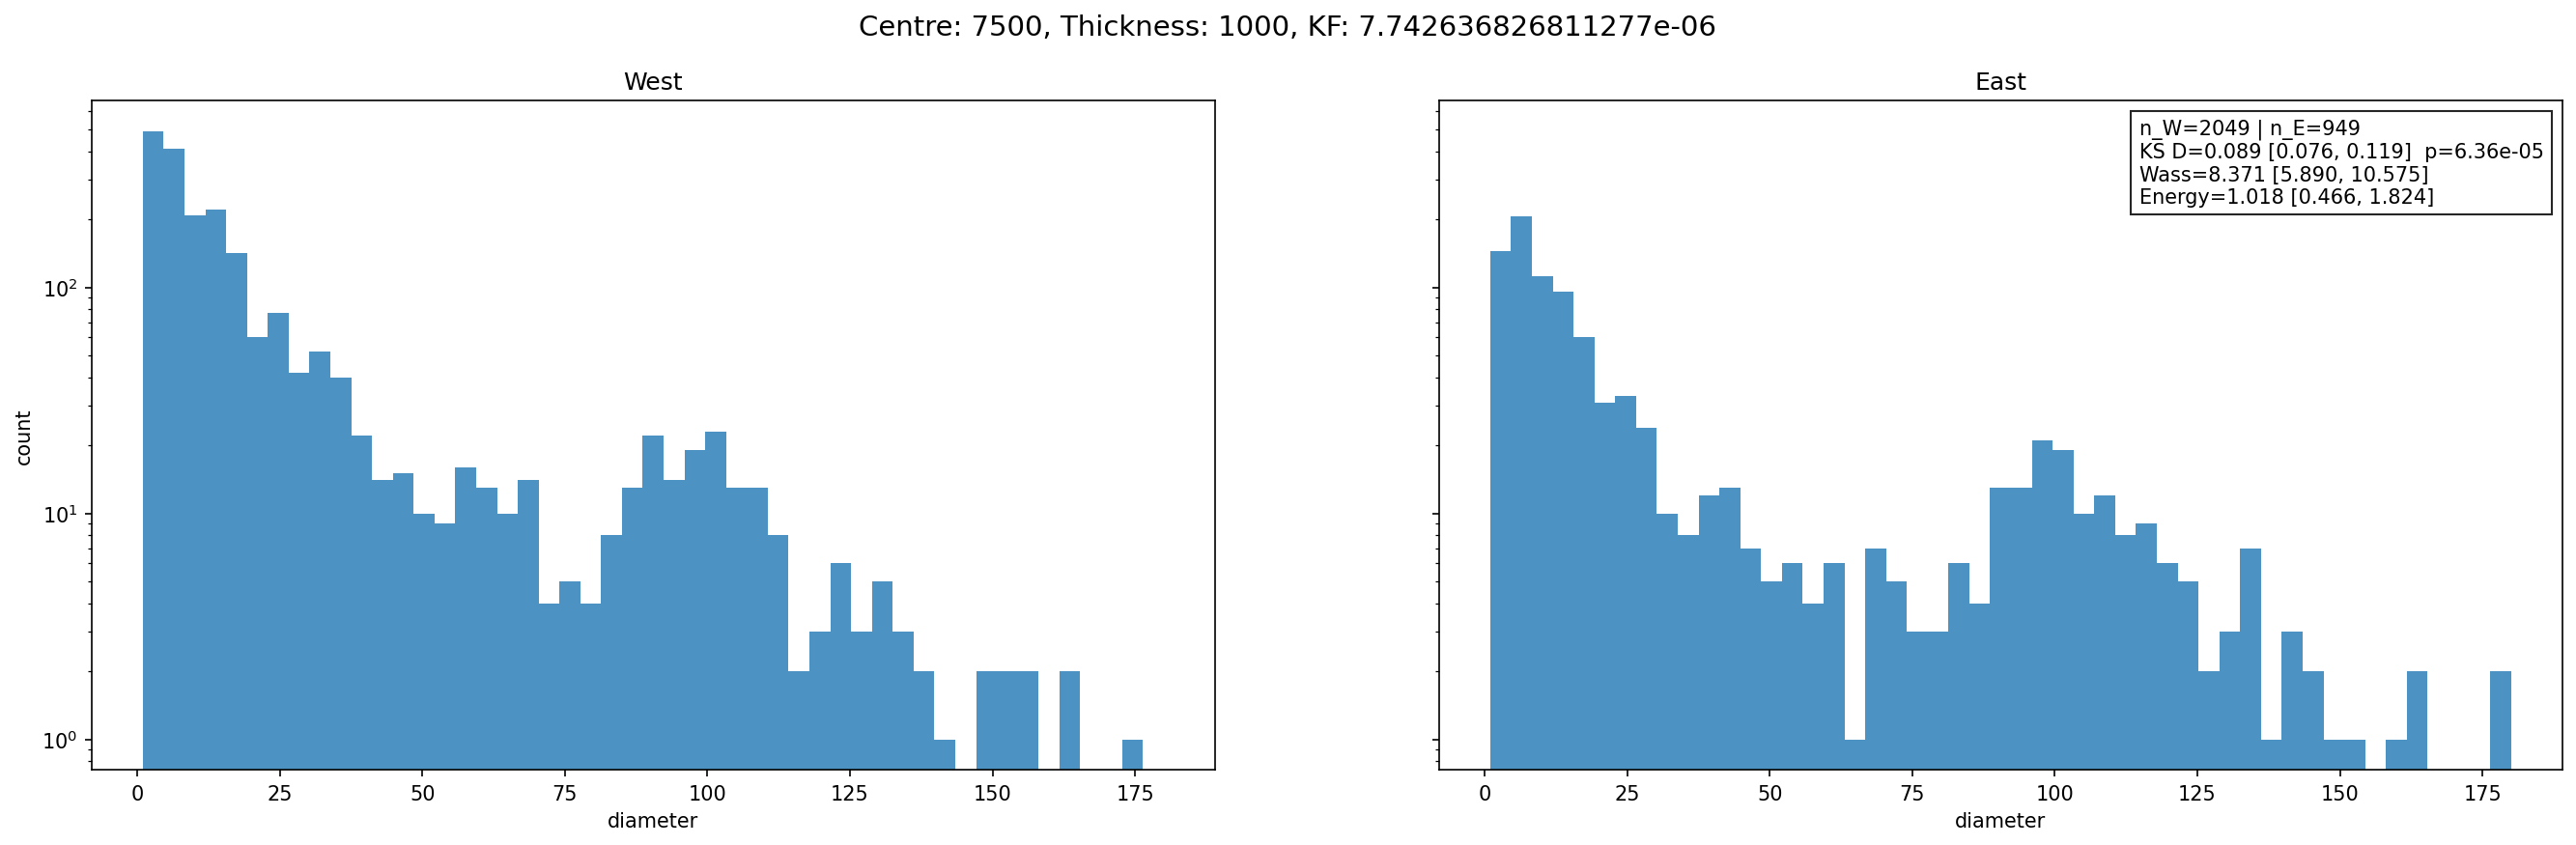 Centre: 7500, Thickness: 1000, KF: 7.742636826811277e-06
West
count
10²
10¹
10⁰
0 25 50 75 100 125 150 175
diameter
East
n_W=2049 | n_E=949
KS D=0.089 [0.076, 0.119]  p=6.36e-05
Wass=8.371 [5.890, 10.575]
Energy=1.018 [0.466, 1.824]
0 25 50 75 100 125 150 175
diameter